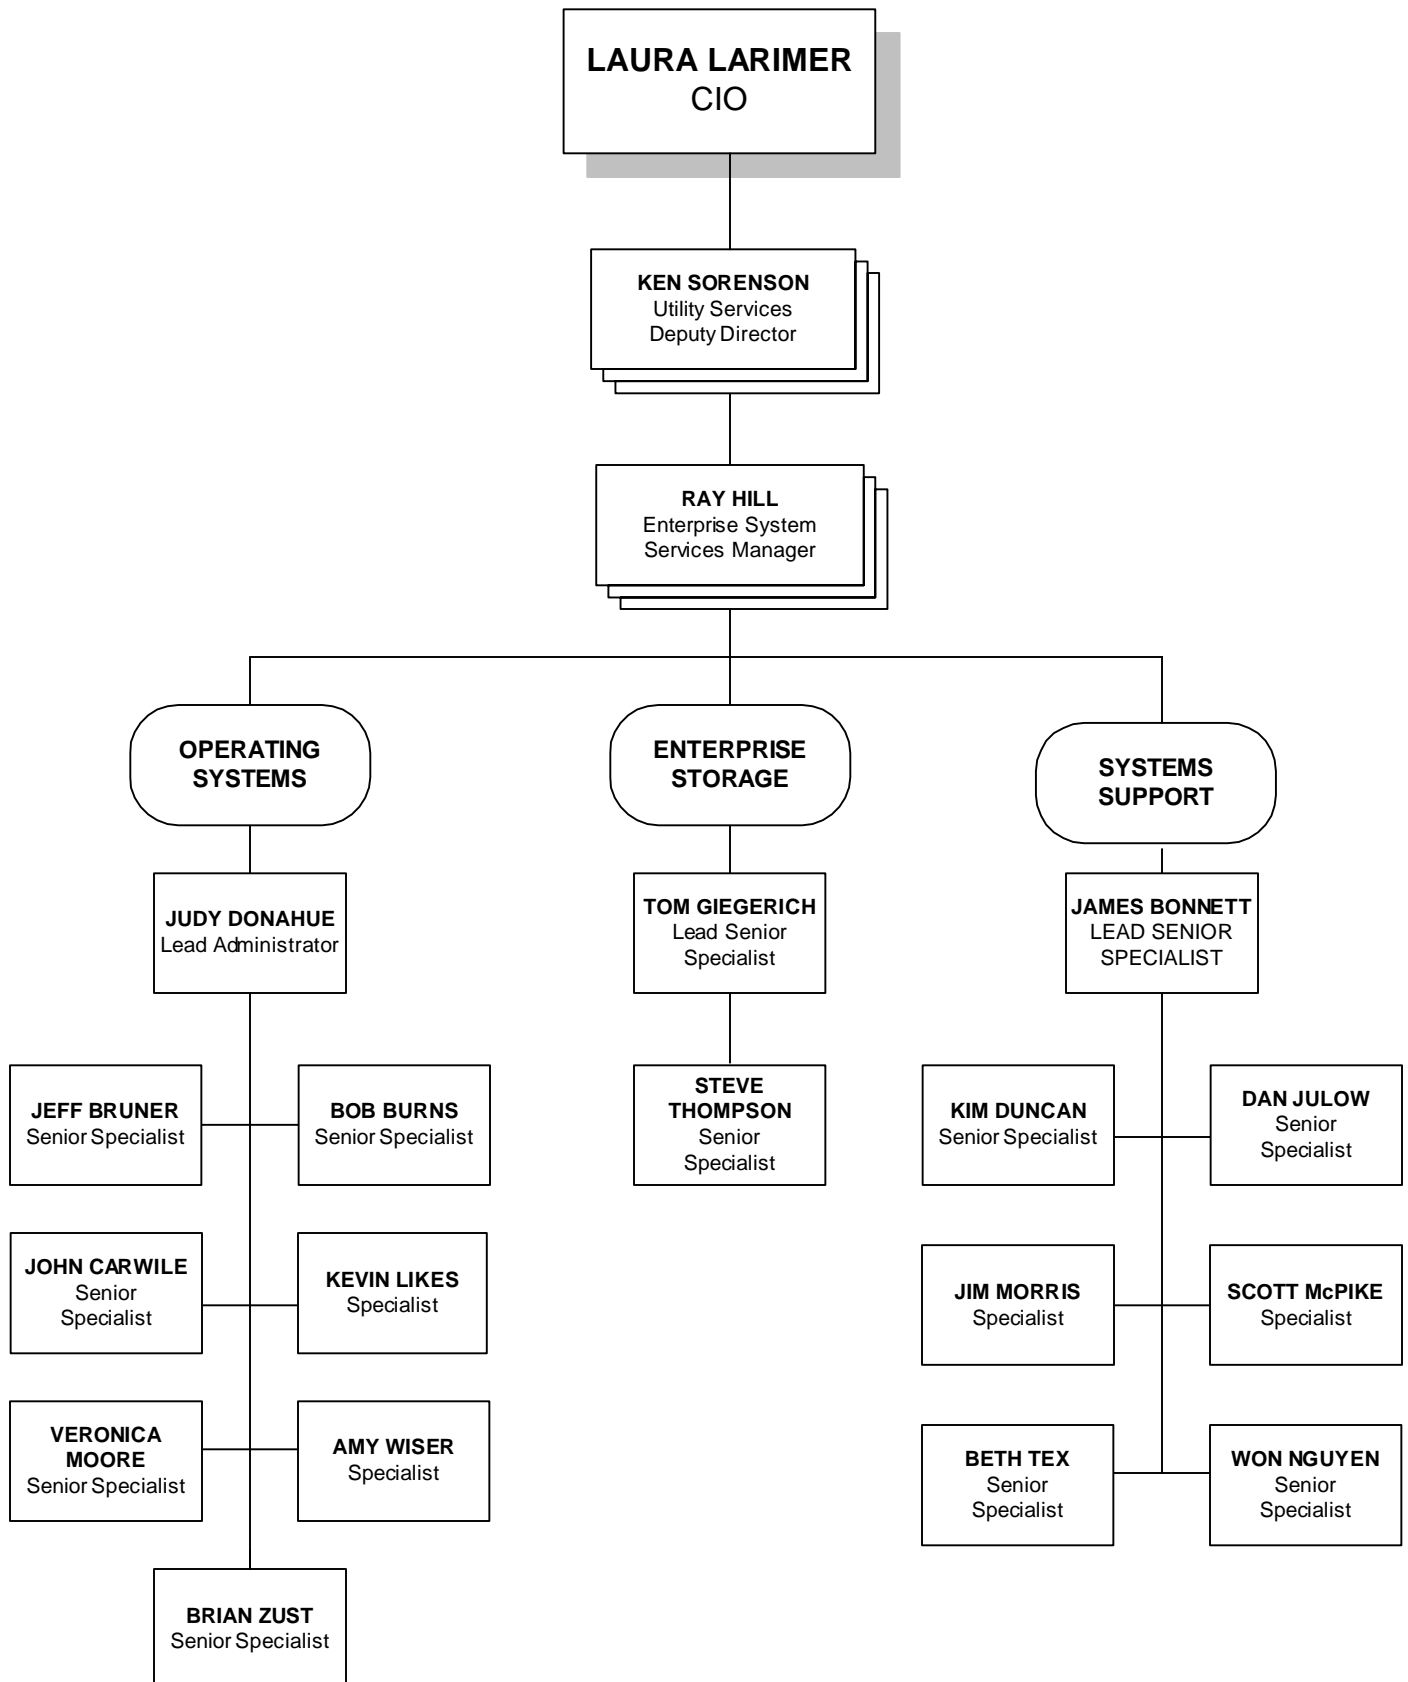 LAURA LARIMER
CIO
KEN SORENSON
Utility Services
Deputy Director
RAY HILL
Enterprise System
Services Manager
OPERATING
SYSTEMS
ENTERPRISE
STORAGE
SYSTEMS
SUPPORT
JUDY DONAHUE
Lead Administrator
TOM GIEGERICH
Lead Senior
Specialist
JAMES BONNETT
LEAD SENIOR
SPECIALIST
JEFF BRUNER
Senior Specialist
BOB BURNS
Senior Specialist
STEVE
THOMPSON
Senior
Specialist
KIM DUNCAN
Senior Specialist
DAN JULOW
Senior
Specialist
JOHN CARWILE
Senior
Specialist
KEVIN LIKES
Specialist
JIM MORRIS
Specialist
SCOTT McPIKE
Specialist
VERONICA
MOORE
Senior Specialist
AMY WISER
Specialist
BETH TEX
Senior
Specialist
WON NGUYEN
Senior
Specialist
BRIAN ZUST
Senior Specialist